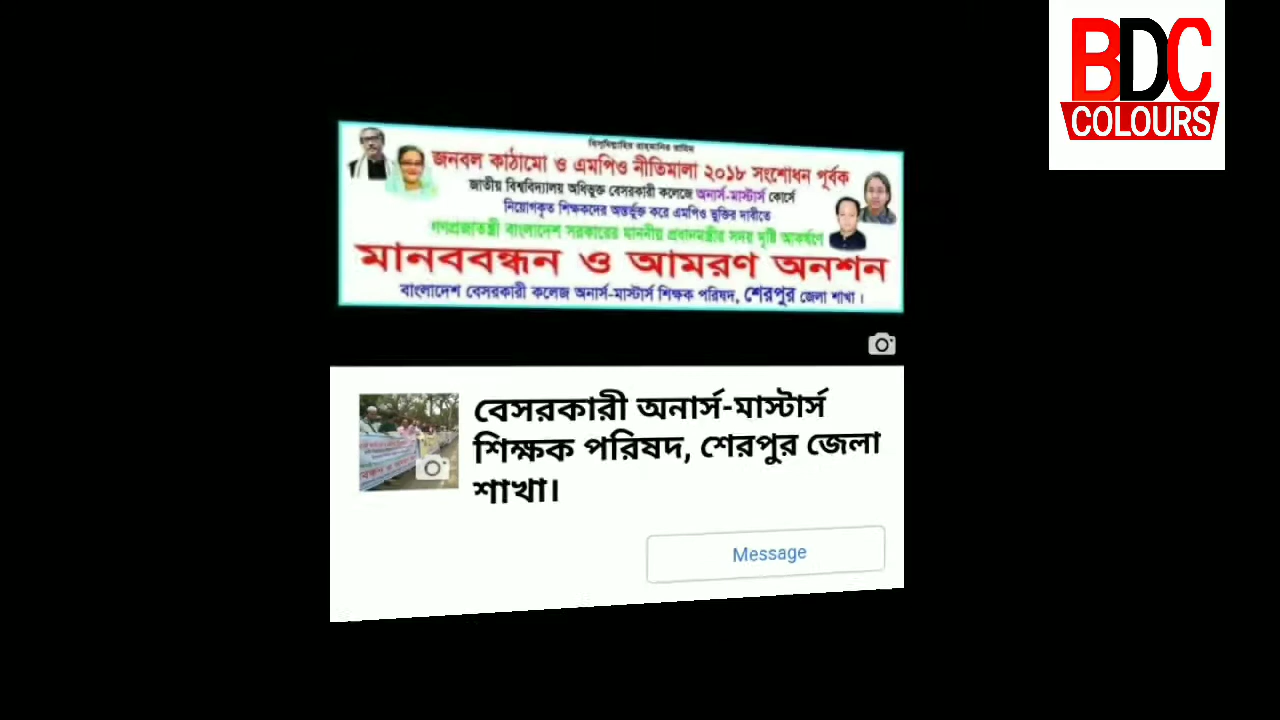 BDC
COLOURS
বিসমিল্লাহির রাহমানির রাহিম
জনবল কাঠামো ও এমপিও নীতিমালা ২০১৮ সংশোধন পূর্বক
জাতীয় বিশ্ববিদ্যালয় অধিভুক্ত বেসরকারী কলেজে অনার্স-মাস্টার্স কোর্সে
নিয়োগকৃত শিক্ষকদের অন্তর্ভুক্ত করে এমপিও ভুক্তির দাবীতে
গণপ্রজাতন্ত্রী বাংলাদেশ সরকারের মাননীয় প্রধানমন্ত্রীর সদয় দৃষ্টি আকর্ষণে
মানববন্ধন ও আমরণ অনশন
বাংলাদেশ বেসরকারী কলেজ অনার্স-মাস্টার্স শিক্ষক পরিষদ, শেরপুর জেলা শাখা।
বেসরকারী অনার্স-মাস্টার্স
শিক্ষক পরিষদ, শেরপুর জেলা
শাখা।
Message